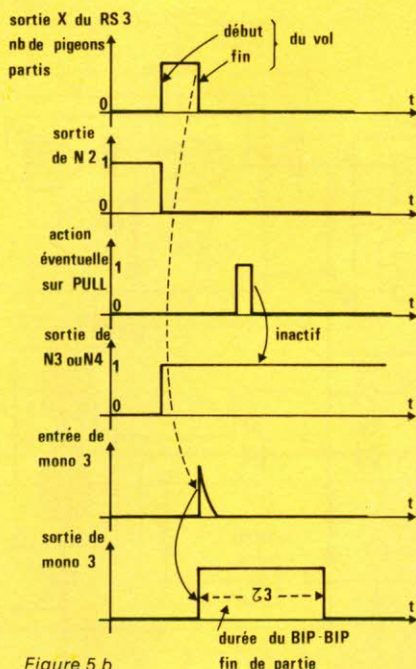 sortie X du RS 3
nb de pigeons
partis
début
fin
du vol
0
t
sortie
de N 2
1
0
t
action
éventuelle
sur PULL
1
0
t
inactif
sortie de
N3 ou N4
1
0
t
entrée de
mono 3
t
sortie de
mono 3
τ3
t
durée du BIP-BIP
fin de partie
Figure 5 b